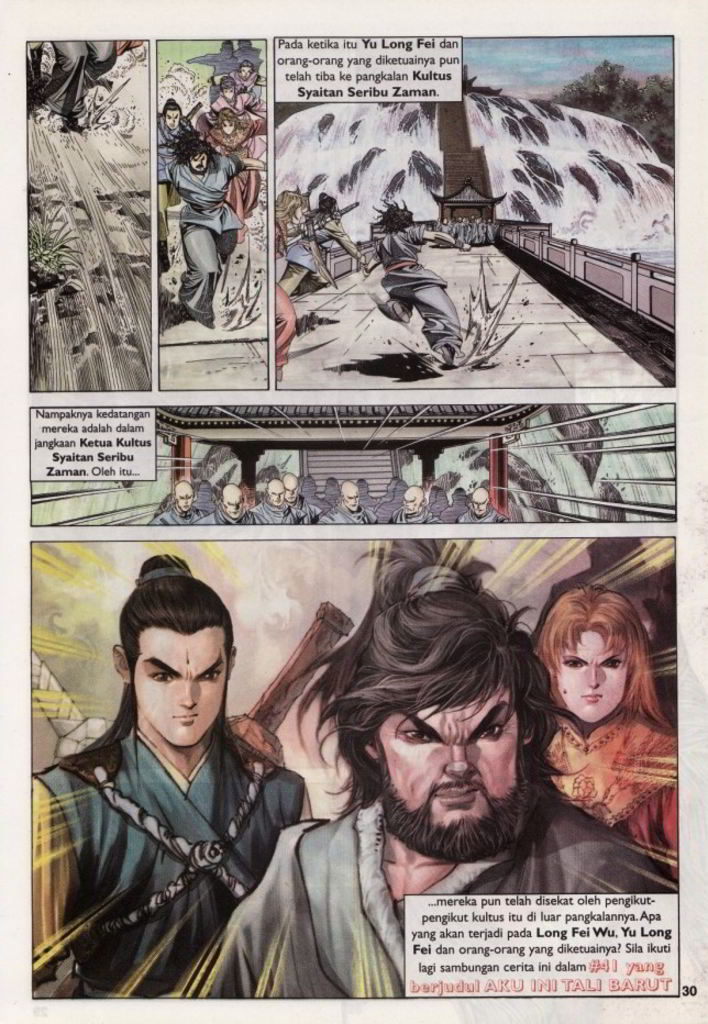 Pada ketika itu Yu Long Fei dan
orang-orang yang diketuainya pun
telah tiba ke pangkalan Kultus
Syaitan Seribu Zaman.
Nampaknya kedatangan
mereka adalah dalam
jangkaan Ketua Kultus
Syaitan Seribu
Zaman. Oleh itu...
...mereka pun telah disekat oleh pengikut-
pengikut kultus itu di luar pangkalannya. Apa
yang akan terjadi pada Long Fei Wu, Yu Long
Fei dan orang-orang yang diketuainya? Sila ikuti
lagi sambungan cerita ini dalam #41 yang
berjudul AKU INI TALI BARUT
30